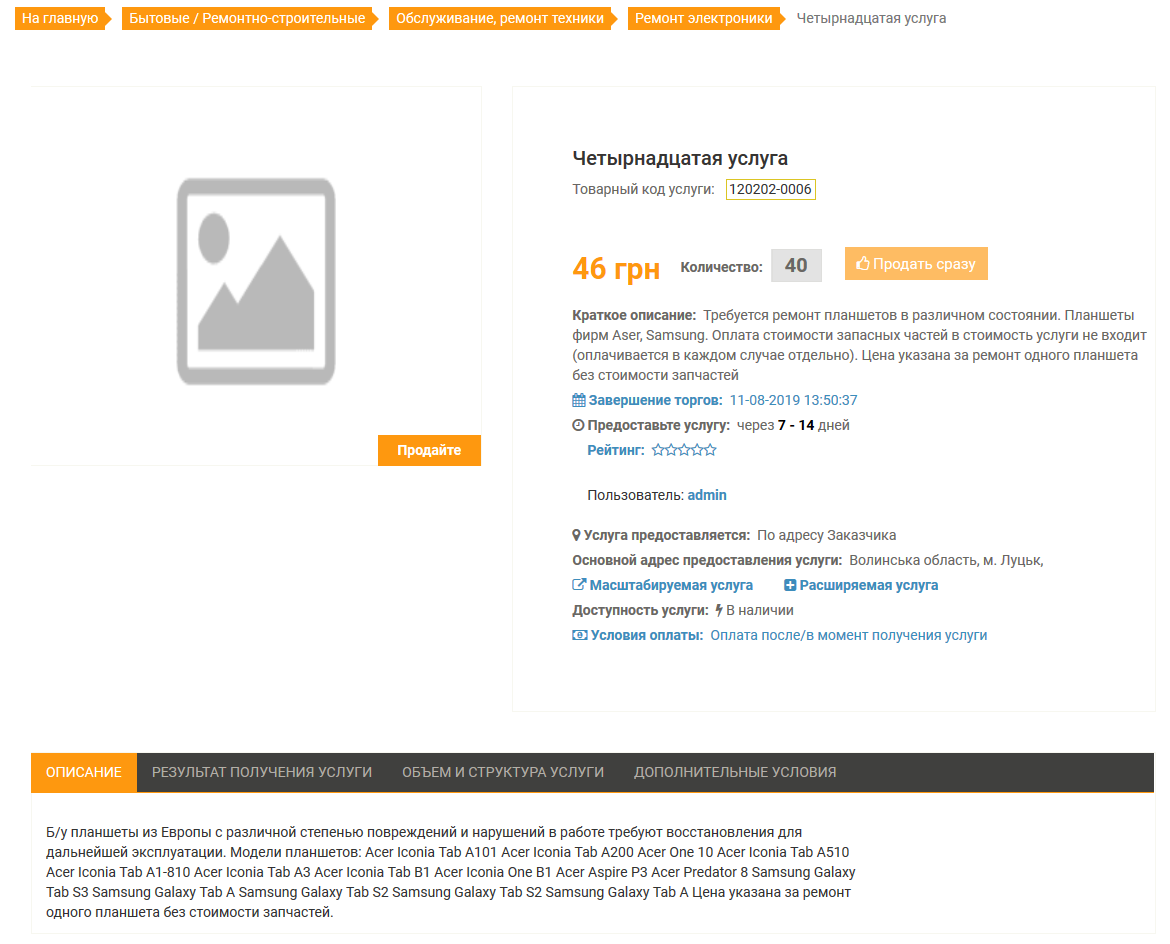 На главную Бытовые / Ремонтно-строительные Обслуживание, ремонт техники Ремонт электроники Четырнадцатая услуга
Продайте
Четырнадцатая услуга
Товарный код услуги: 120202-0006
46 грн Количество: 40 Продать сразу
Краткое описание: Требуется ремонт планшетов в различном состоянии. Планшеты
фирм Aser, Samsung. Оплата стоимости запасных частей в стоимость услуги не входит
(оплачивается в каждом случае отдельно). Цена указана за ремонт одного планшета
без стоимости запчастей
Завершение торгов: 11-08-2019 13:50:37
Предоставьте услугу: через 7 - 14 дней
Рейтинг:
Пользователь: admin
Услуга предоставляется: По адресу Заказчика
Основной адрес предоставления услуги: Волинська область, м. Луцьк,
Масштабируемая услуга Расширяемая услуга
Доступность услуги: В наличии
Условия оплаты: Оплата после/в момент получения услуги
ОПИСАНИЕ РЕЗУЛЬТАТ ПОЛУЧЕНИЯ УСЛУГИ ОБЪЕМ И СТРУКТУРА УСЛУГИ ДОПОЛНИТЕЛЬНЫЕ УСЛОВИЯ
Б/у планшеты из Европы с различной степенью повреждений и нарушений в работе требуют восстановления для
дальнейшей эксплуатации. Модели планшетов: Acer Iconia Tab A101 Acer Iconia Tab A200 Acer One 10 Acer Iconia Tab A510
Acer Iconia Tab A1-810 Acer Iconia Tab A3 Acer Iconia Tab B1 Acer Iconia One B1 Acer Aspire P3 Acer Predator 8 Samsung Galaxy
Tab S3 Samsung Galaxy Tab A Samsung Galaxy Tab S2 Samsung Galaxy Tab S2 Samsung Galaxy Tab A Цена указана за ремонт
одного планшета без стоимости запчастей.